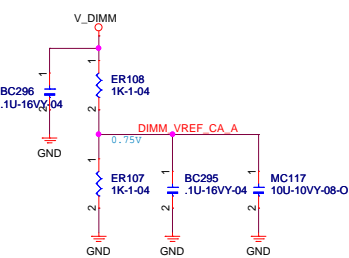 V_DIMM
1
1
BC296
.1U-16VY-04
ER108
1K-1-04
2
2
GND
DIMM_VREF_CA_A
0.75V
1
1
1
ER107
1K-1-04
BC295
.1U-16VY-04
MC117
10U-10VY-08-O
2
2
2
GND
GND
GND